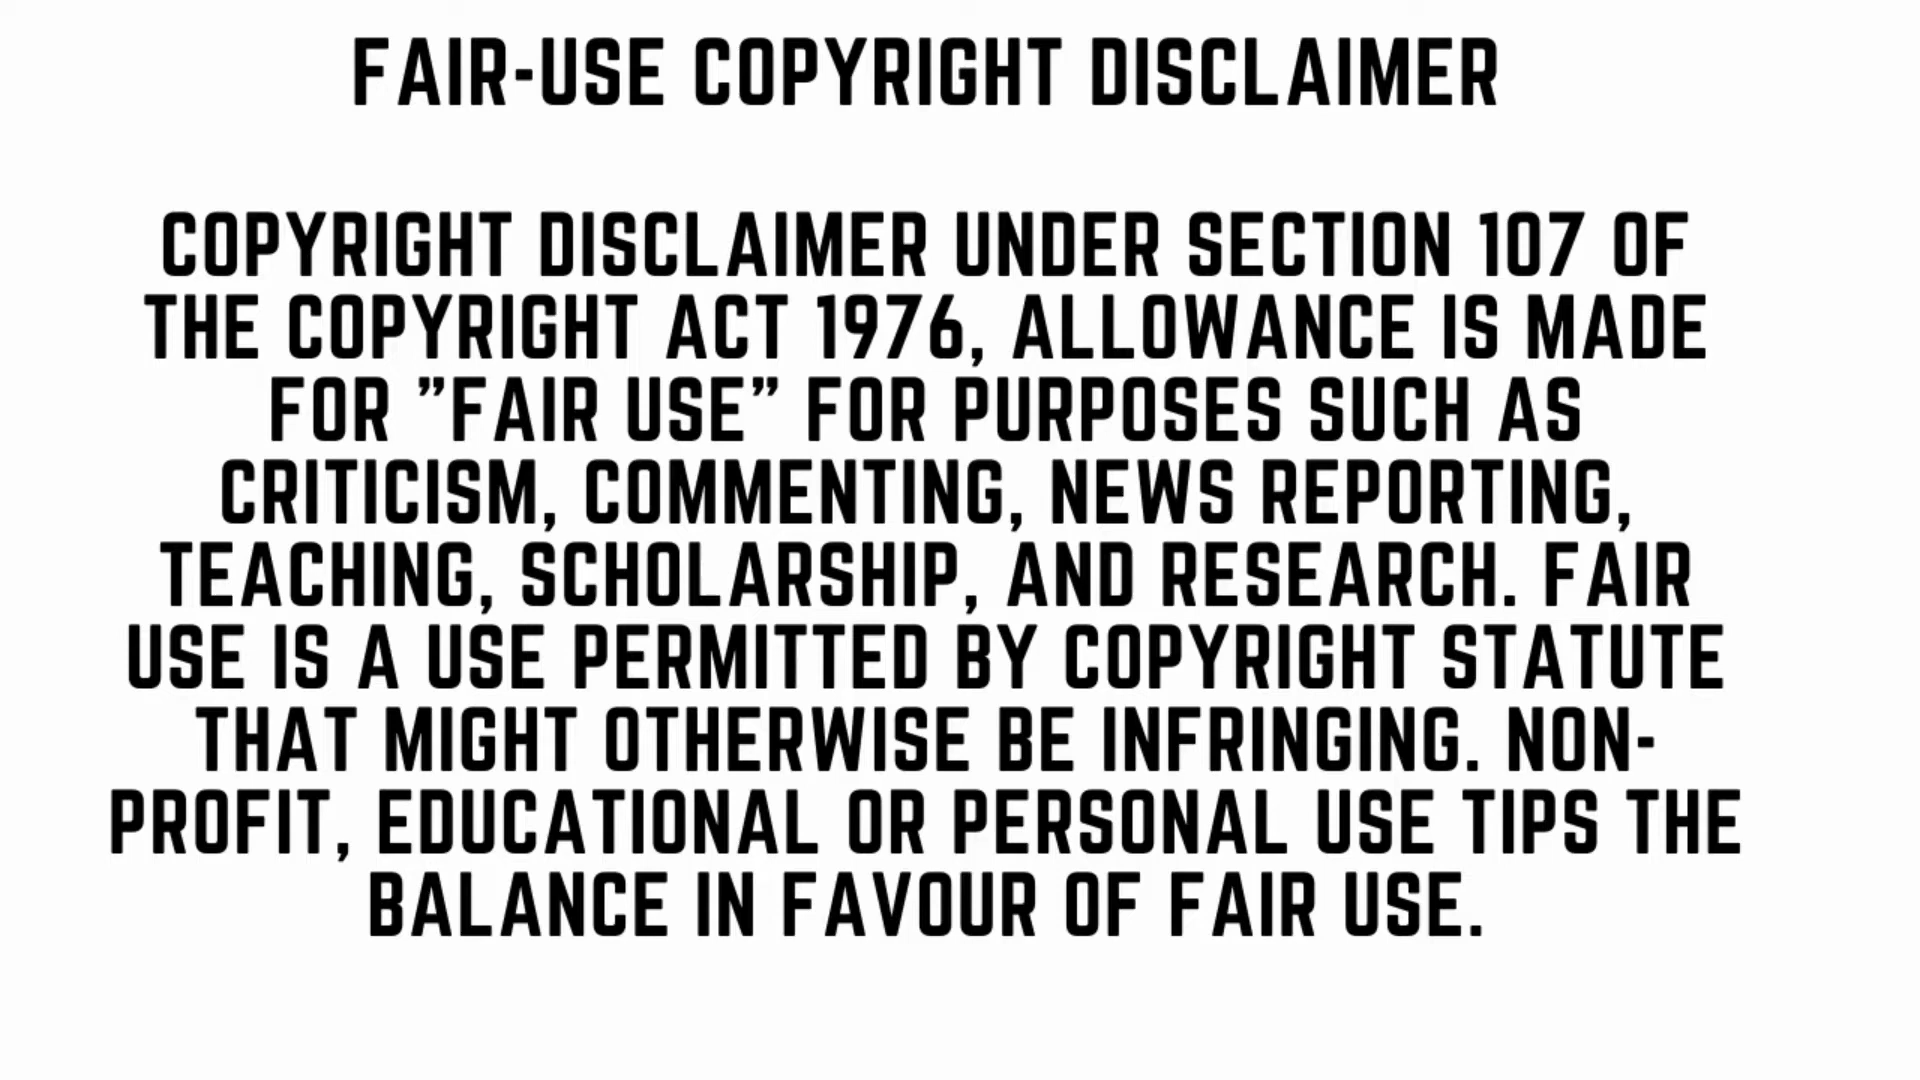 FAIR-USE COPYRIGHT DISCLAIMER
COPYRIGHT DISCLAIMER UNDER SECTION 107 OF
THE COPYRIGHT ACT 1976, ALLOWANCE IS MADE
FOR ”FAIR USE” FOR PURPOSES SUCH AS
CRITICISM, COMMENTING, NEWS REPORTING,
TEACHING, SCHOLARSHIP, AND RESEARCH. FAIR
USE IS A USE PERMITTED BY COPYRIGHT STATUTE
THAT MIGHT OTHERWISE BE INFRINGING. NON-
PROFIT, EDUCATIONAL OR PERSONAL USE TIPS THE
BALANCE IN FAVOUR OF FAIR USE.